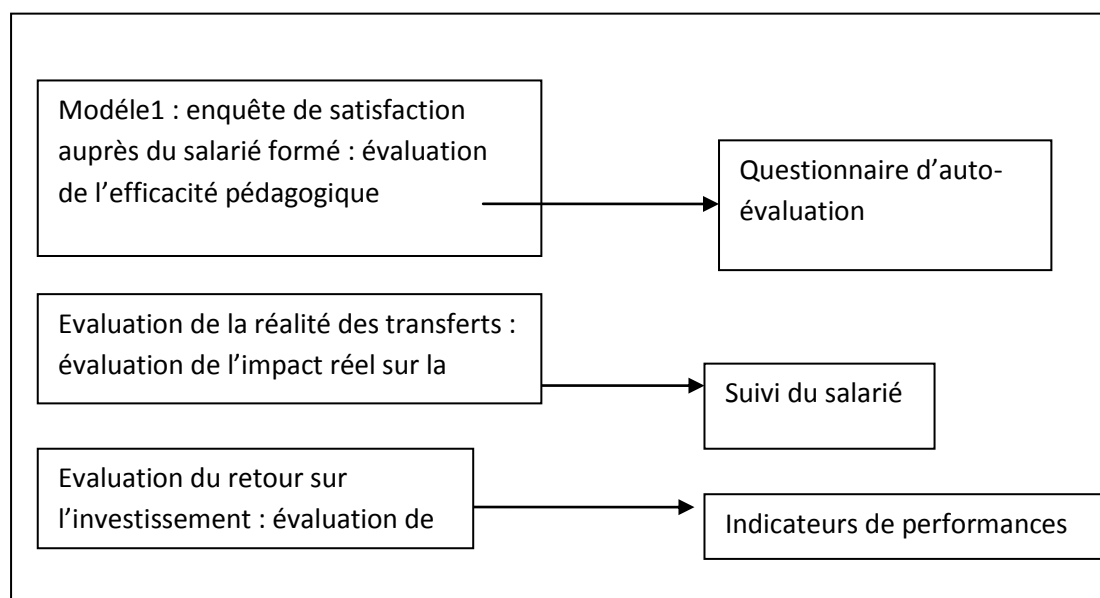 Modéle1 : enquête de satisfaction
auprès du salarié formé : évaluation
de l'efficacité pédagogique
Questionnaire d'auto-
évaluation
Evaluation de la réalité des transferts :
évaluation de l'impact réel sur la
Suivi du salarié
Evaluation du retour sur
l'investissement : évaluation de
Indicateurs de performances